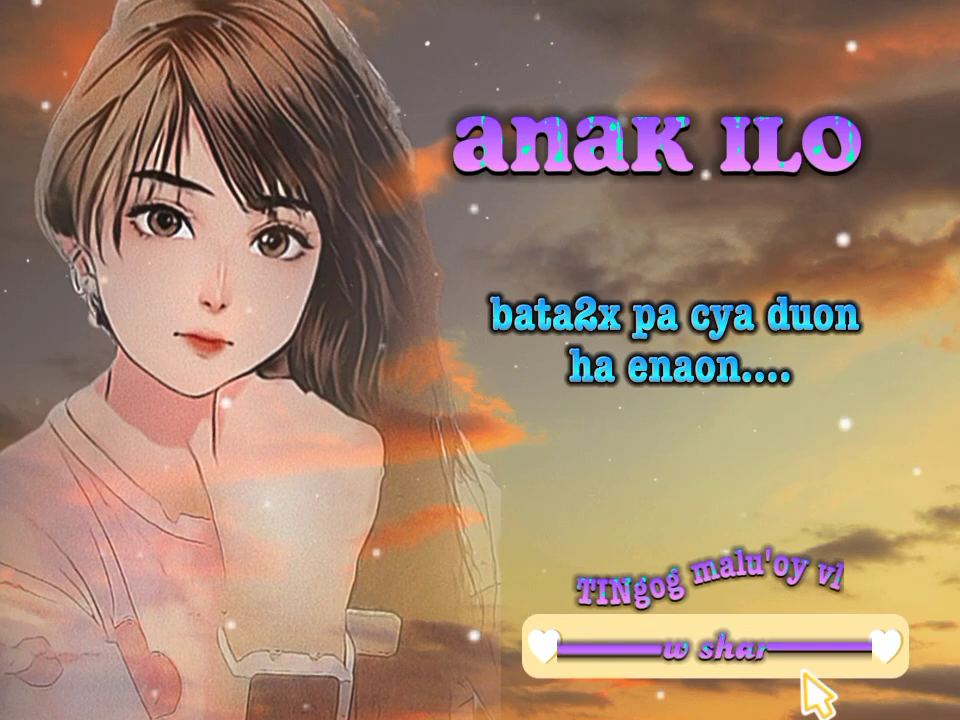 anak ILO
bata2x pa cya duon
ha enaon....
TINgog malu'oy vl
w shar